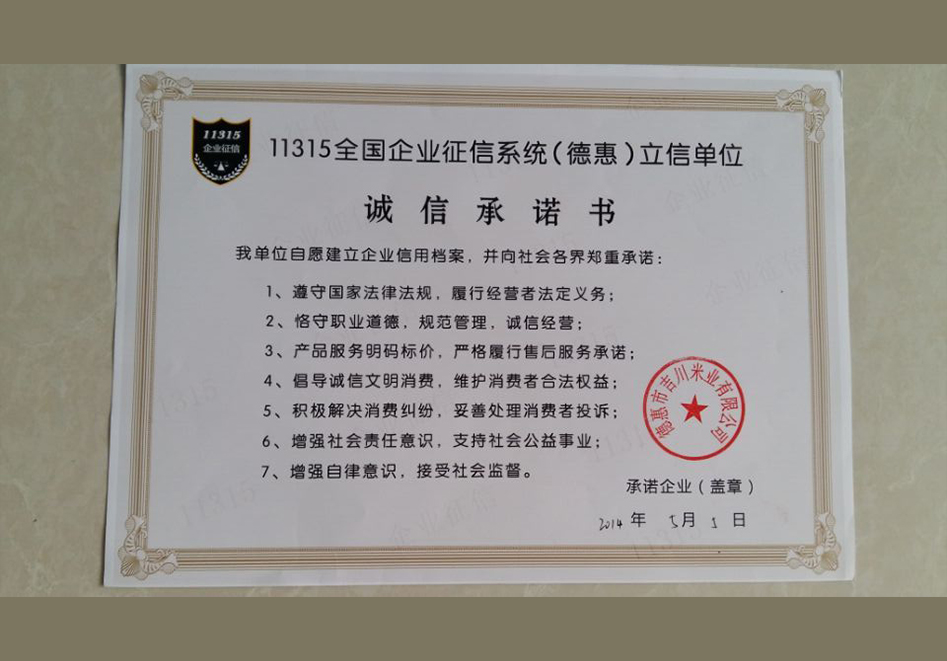 11315
企业征信
11315全国企业征信系统(德惠)立信单位
诚信承诺书
我单位自愿建立企业信用档案，并向社会各界郑重承诺：
1、遵守国家法律法规，履行经营者法定义务；
2、恪守职业道德，规范管理，诚信经营；
3、产品服务明码标价，严格履行售后服务承诺；
4、倡导诚信文明消费，维护消费者合法权益；
5、积极解决消费纠纷，妥善处理消费者投诉；
6、增强社会责任意识，支持社会公益事业；
7、增强自律意识，接受社会监督。
德惠市吉川米业有限公司
承诺企业(盖章)
2014年 5月 日